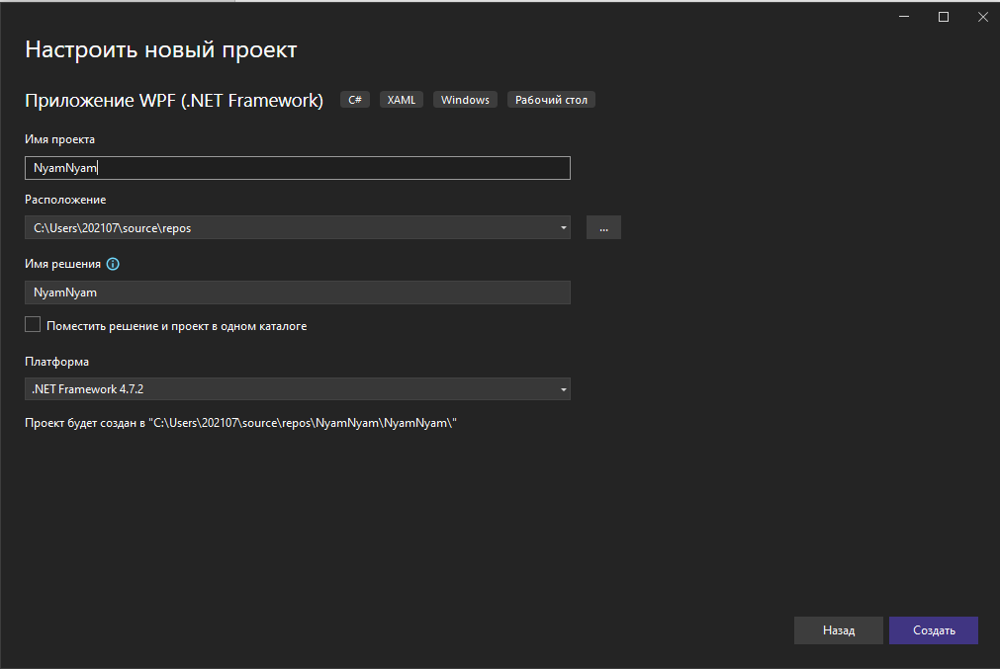 Настроить новый проект
Приложение WPF (.NET Framework) C# XAML Windows Рабочий стол
Имя проекта
NyamNyam
Расположение
C:\Users\202107\source\repos ...
Имя решения
NyamNyam
Поместить решение и проект в одном каталоге
Платформа
.NET Framework 4.7.2
Проект будет создан в "C:\Users\202107\source\repos\NyamNyam\NyamNyam\"
Назад Создать